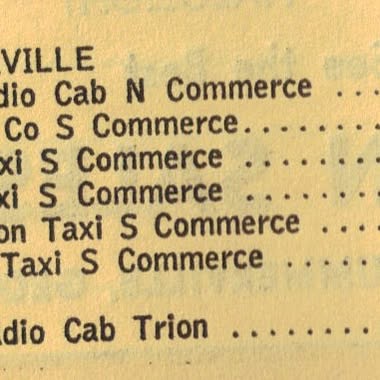 VILLE
dio Cab N Commerce ...
Co S Commerce........
xi S Commerce .......
xi S Commerce .......
on Taxi S Commerce ....
Taxi S Commerce .....
dio Cab Trion .........